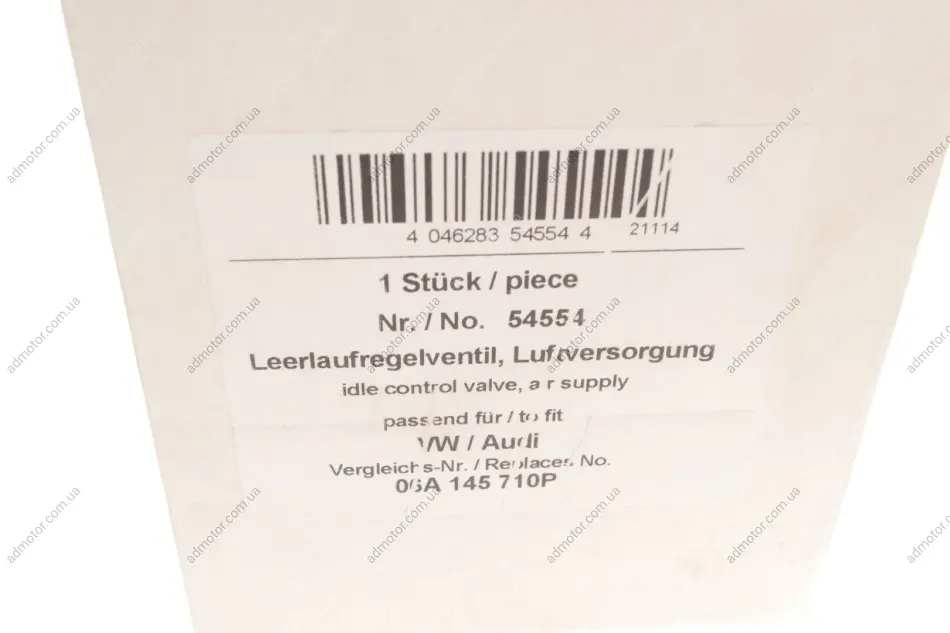 4 046283 54554 4 21114
1 Stück / piece
Nr. / No. 54554
Leerlaufregelventil, Luftversorgung
idle control valve, air supply
passend für / to fit
VW / Audi
Vergleichs-Nr. / Replaces No.
06A 145 710P
admotor.com.ua